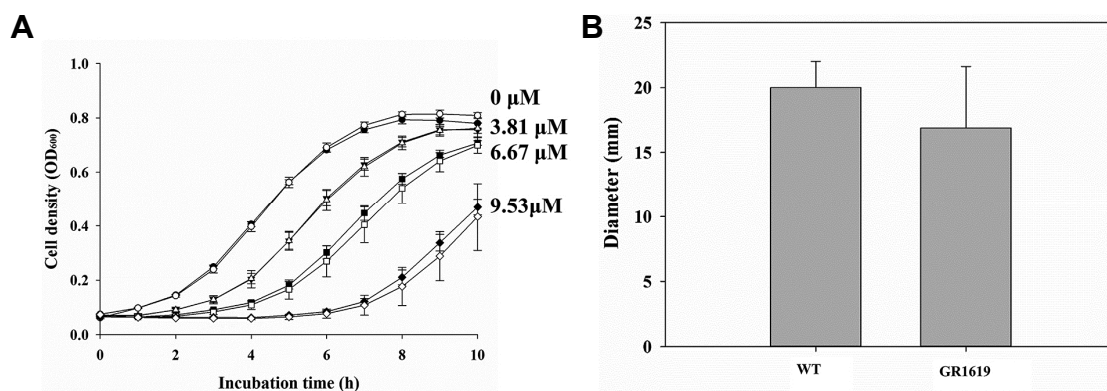 A
Cell density (OD₆₀₀)
1.0
0.8
0.6
0.4
0.2
0.0
0 2 4 6 8 10
Incubation time (h)
0 µM
3.81 µM
6.67 µM
9.53µM
B
Diameter (mm)
25
20
15
10
5
0
WT GR1619